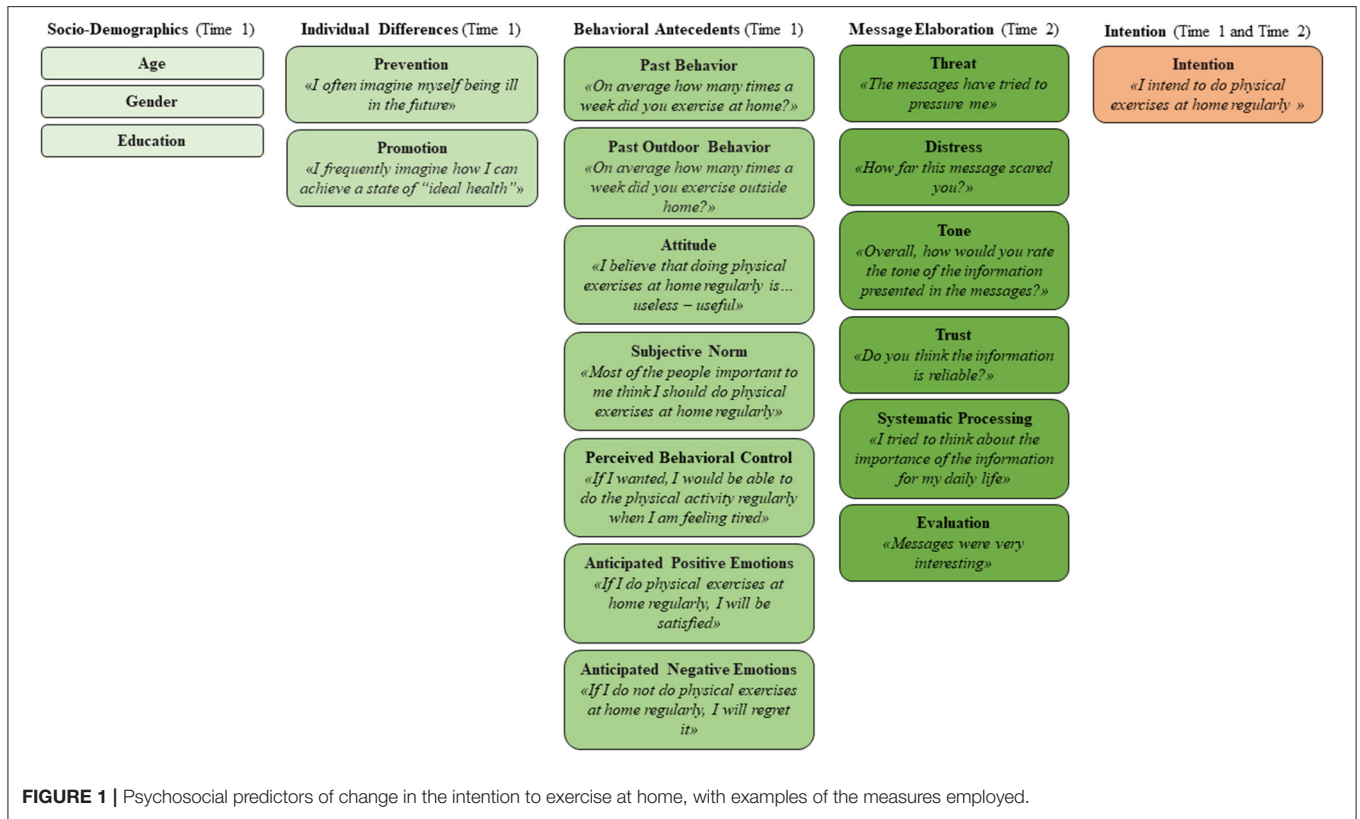 Socio-Demographics (Time 1)
Age
Gender
Education
Individual Differences (Time 1)
Prevention
«I often imagine myself being ill
in the future»
Promotion
«I frequently imagine how I can
achieve a state of “ideal health”»
Behavioral Antecedents (Time 1)
Past Behavior
«On average how many times a
week did you exercise at home?»
Past Outdoor Behavior
«On average how many times a
week did you exercise outside
home?»
Attitude
«I believe that doing physical
exercises at home regularly is...
useless – useful»
Subjective Norm
«Most of the people important to
me think I should do physical
exercises at home regularly»
Perceived Behavioral Control
«If I wanted, I would be able to
do the physical activity regularly
when I am feeling tired»
Anticipated Positive Emotions
«If I do physical exercises at
home regularly, I will be
satisfied»
Anticipated Negative Emotions
«If I do not do physical exercises
at home regularly, I will regret
it»
Message Elaboration (Time 2)
Threat
«The messages have tried to
pressure me»
Distress
«How far this message scared
you?»
Tone
«Overall, how would you rate
the tone of the information
presented in the messages?»
Trust
«Do you think the information
is reliable?»
Systematic Processing
«I tried to think about the
importance of the information
for my daily life»
Evaluation
«Messages were very
interesting»
Intention (Time 1 and Time 2)
Intention
«I intend to do physical
exercises at home regularly »
FIGURE 1 | Psychosocial predictors of change in the intention to exercise at home, with examples of the measures employed.